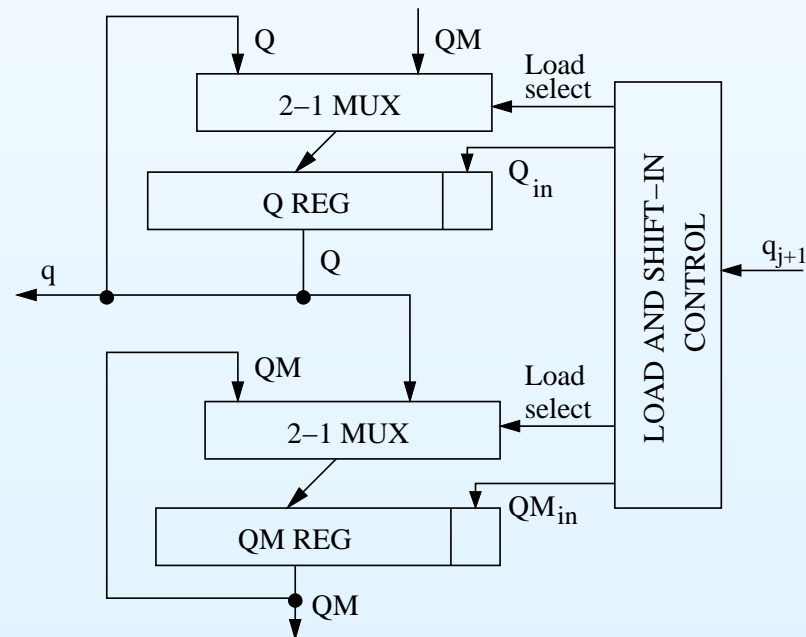 Q
QM
Load
select
2−1 MUX
Q in
Q REG
Q
q
q j+1
LOAD AND SHIFT−IN
CONTROL
QM
Load
select
2−1 MUX
QM in
QM REG
QM